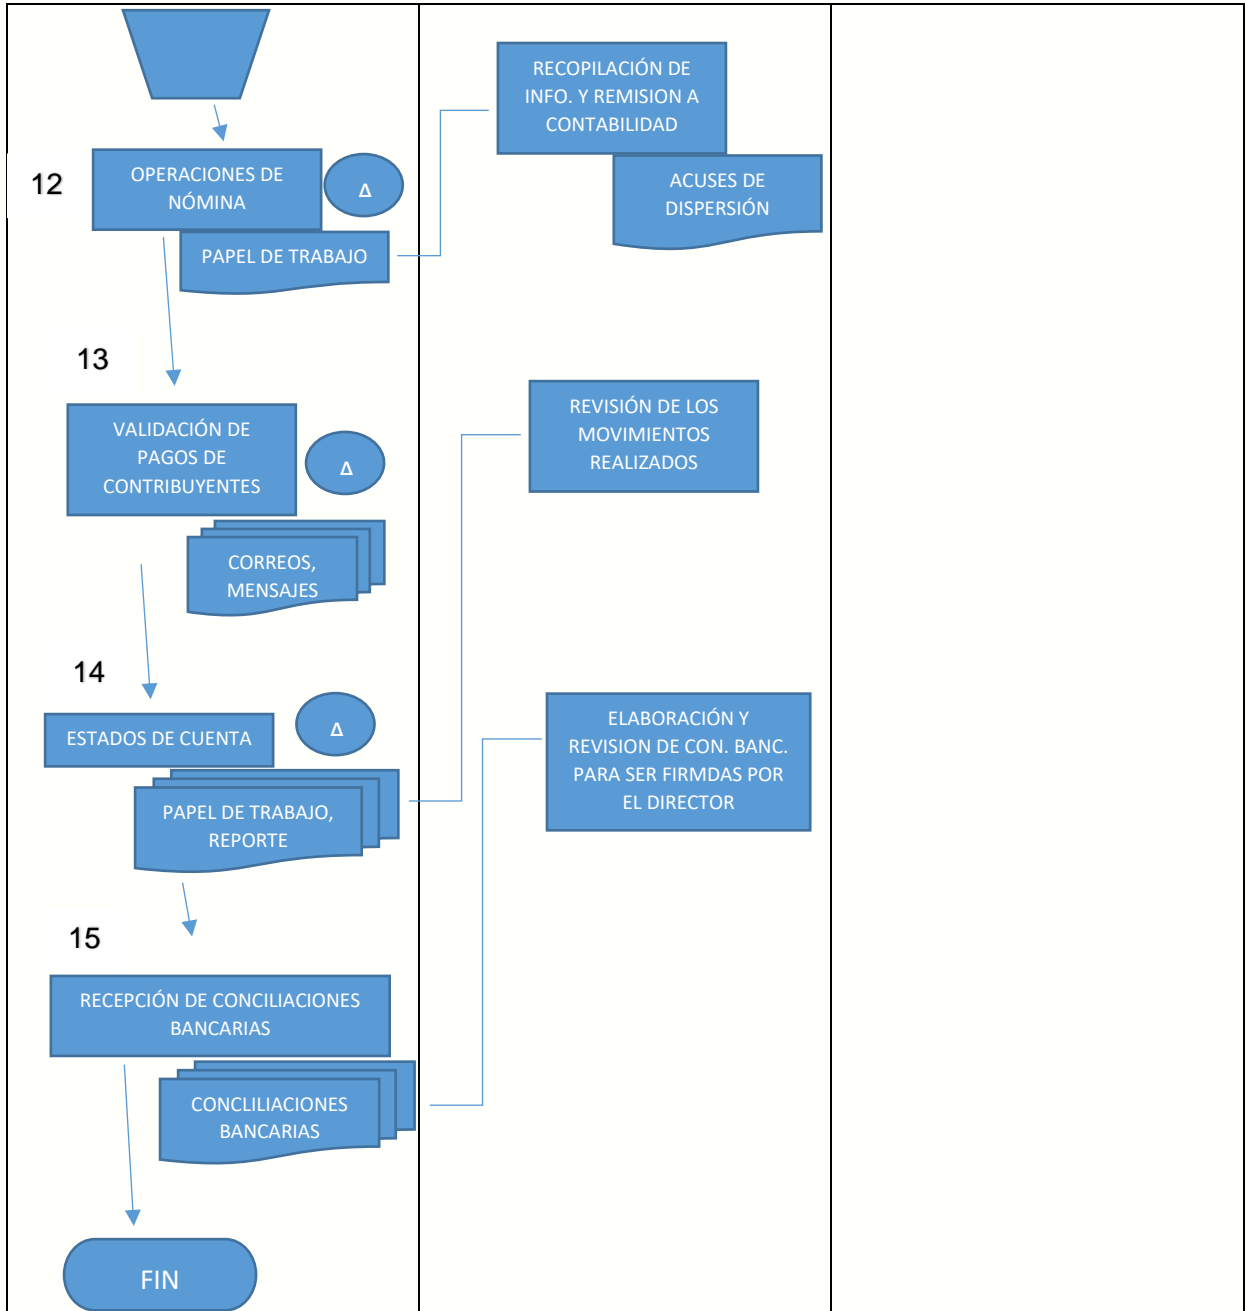 12
OPERACIONES DE
NÓMINA
Δ
PAPEL DE TRABAJO
RECOPILACIÓN DE
INFO. Y REMISION A
CONTABILIDAD
ACUSES DE
DISPERSIÓN
13
VALIDACIÓN DE
PAGOS DE
CONTRIBUYENTES
Δ
CORREOS,
MENSAJES
REVISIÓN DE LOS
MOVIMIENTOS
REALIZADOS
14
ESTADOS DE CUENTA
Δ
PAPEL DE TRABAJO,
REPORTE
ELABORACIÓN Y
REVISION DE CON. BANC.
PARA SER FIRMDAS POR
EL DIRECTOR
15
RECEPCIÓN DE CONCILIACIONES
BANCARIAS
CONCLILIACIONES
BANCARIAS
FIN